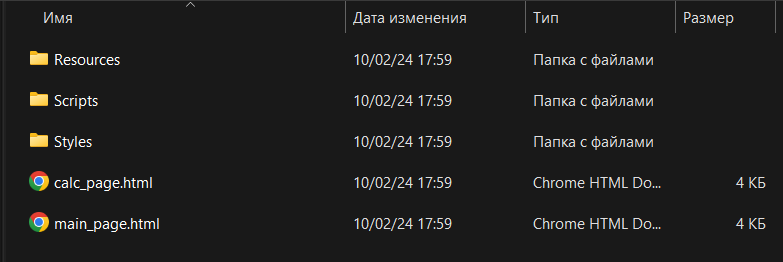 Имя Дата изменения Тип Размер
Resources 10/02/24 17:59 Папка с файлами
Scripts 10/02/24 17:59 Папка с файлами
Styles 10/02/24 17:59 Папка с файлами
calc_page.html 10/02/24 17:59 Chrome HTML Do... 4 КБ
main_page.html 10/02/24 17:59 Chrome HTML Do... 4 КБ